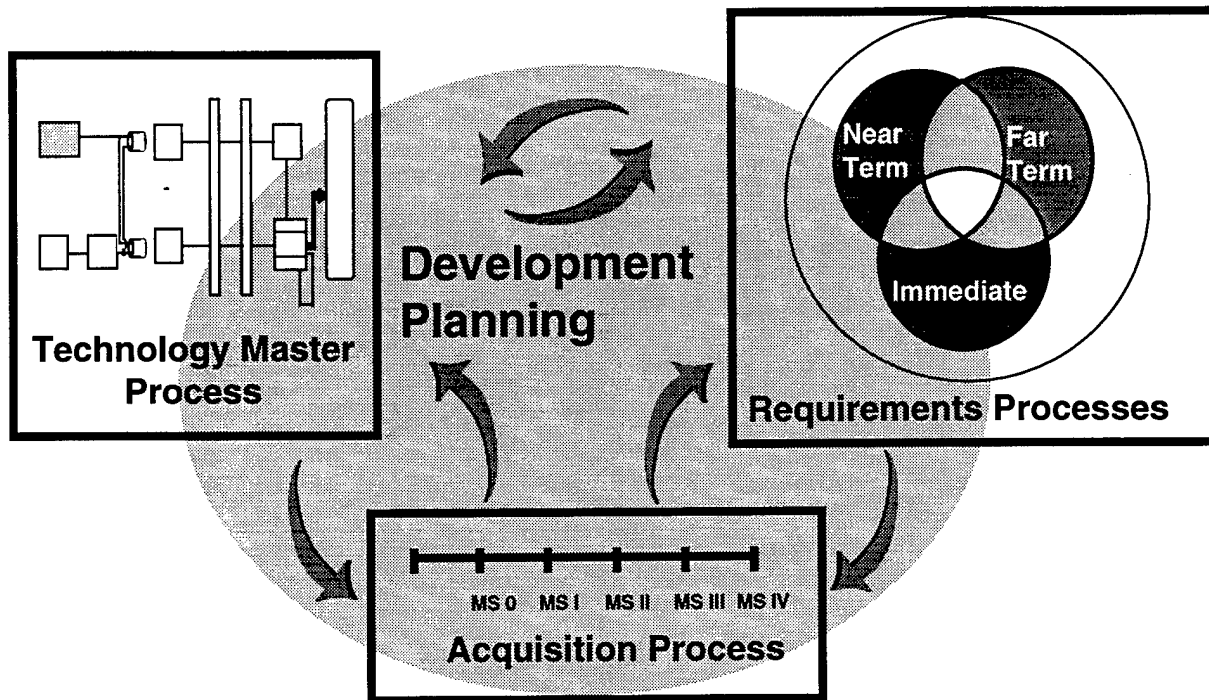 Near
Term
Far
Term
Immediate
Development
Planning
Technology Master
Process
Requirements Processes
MS 0 MS I MS II MS III MS IV
Acquisition Process